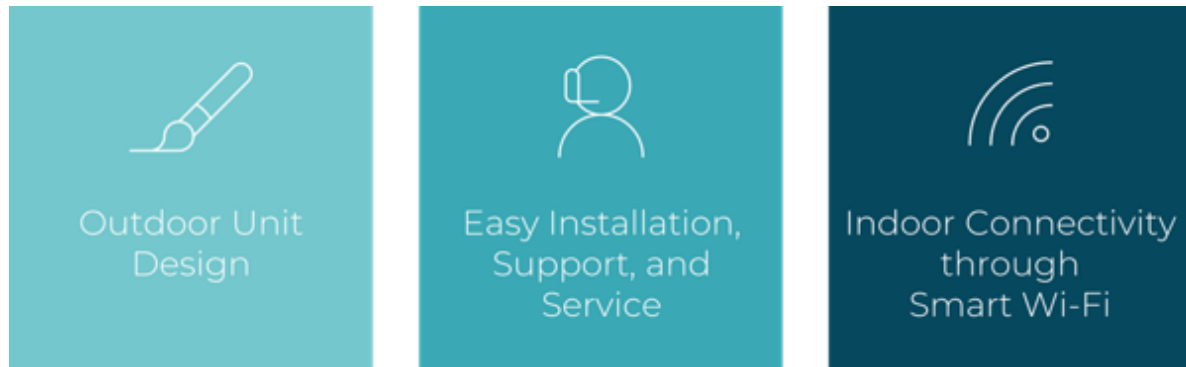 Outdoor Unit
Design
Easy Installation,
Support, and
Service
Indoor Connectivity
through
Smart Wi-Fi